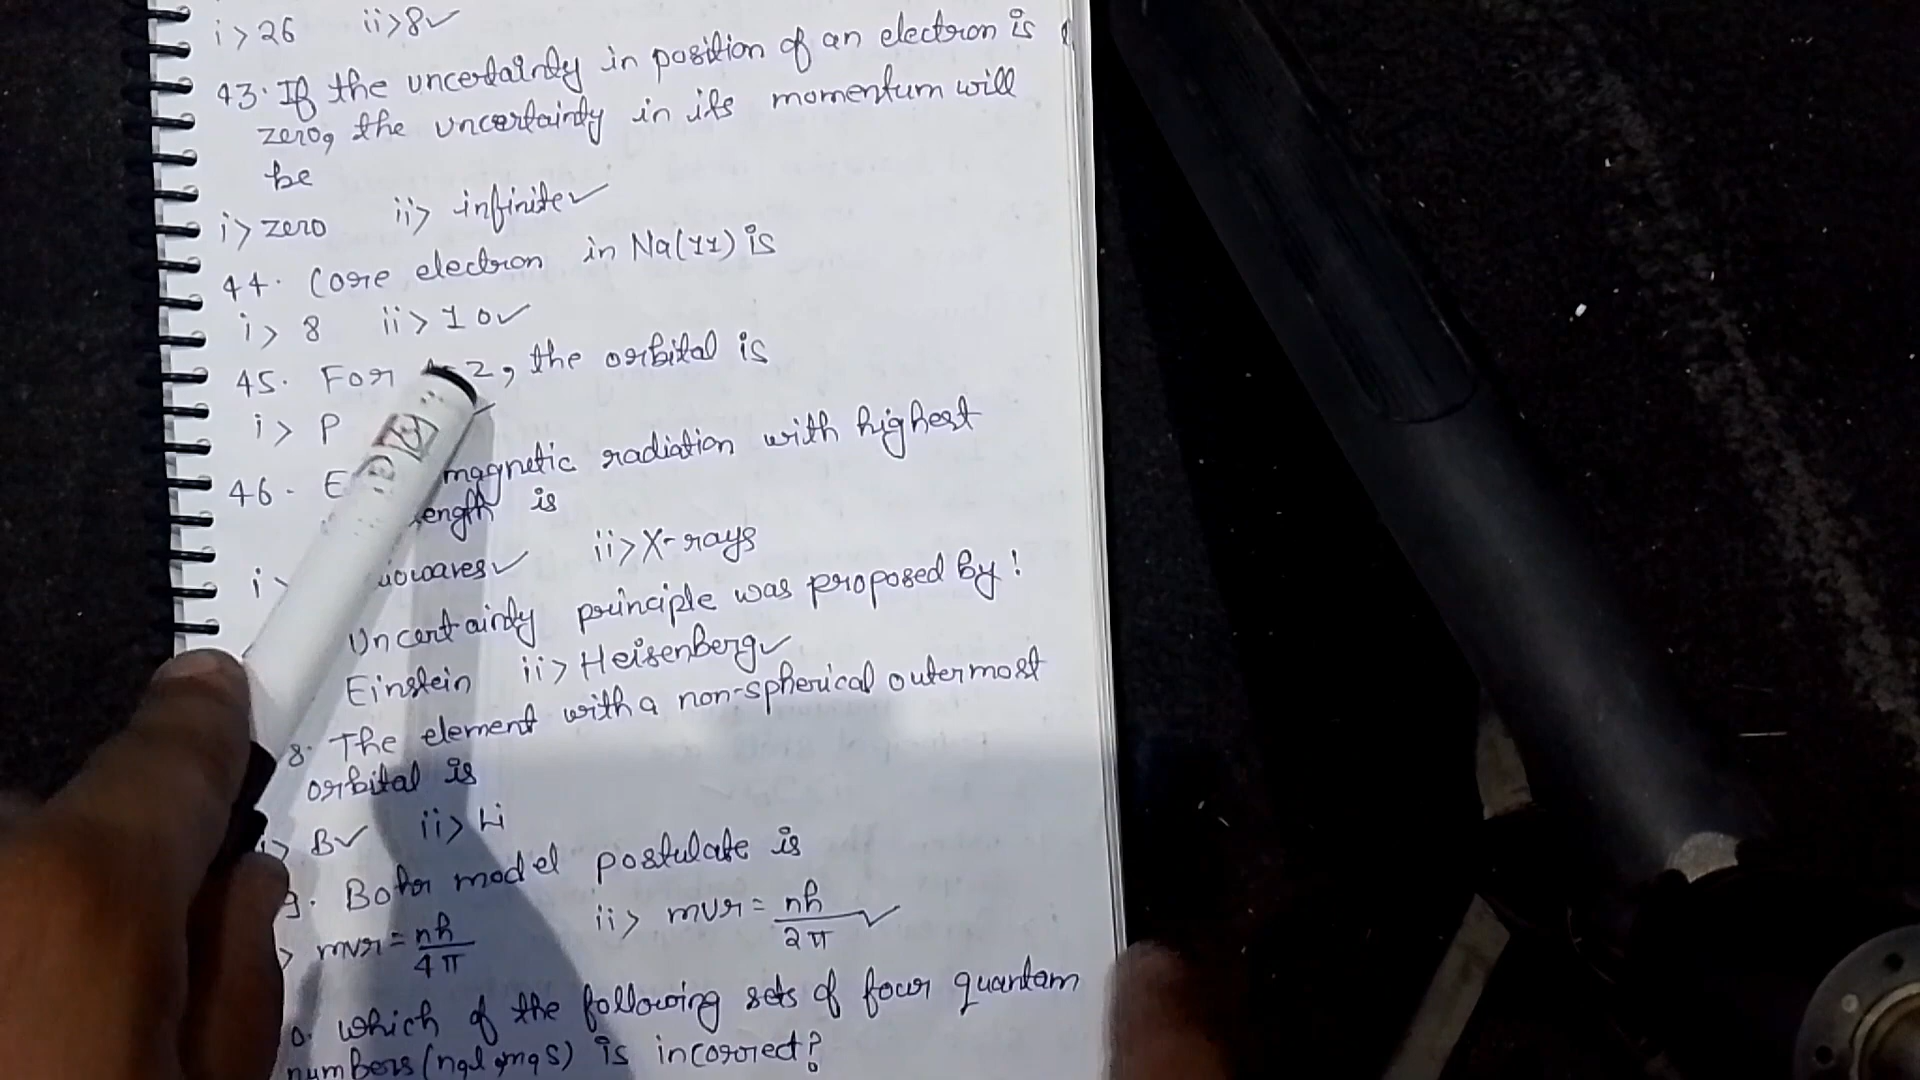 i> 26 ii> 8✓
43. If the uncertainty in position of an electron is
zero, the uncertainty in its momentum will
be
i> zero ii> infinite✓
44. Core electron in Na(11) is
i> 8 ii> 10✓
45. For 2, the orbital is
i> P
46. magnetic radiation with highest
is
i> ✓ ii> X-rays
Uncertainty principle was proposed by!
Einstein ii> Heisenberg✓
8. The element with a non-spherical outermost
orbital is
i> B✓ ii> Li
9. Bohr model postulate is
> mvr = nh/4π ii> mvr = nh/2π ✓
0. Which of the following sets of four quantam
numbers (n,l,m,s) is incorrect?